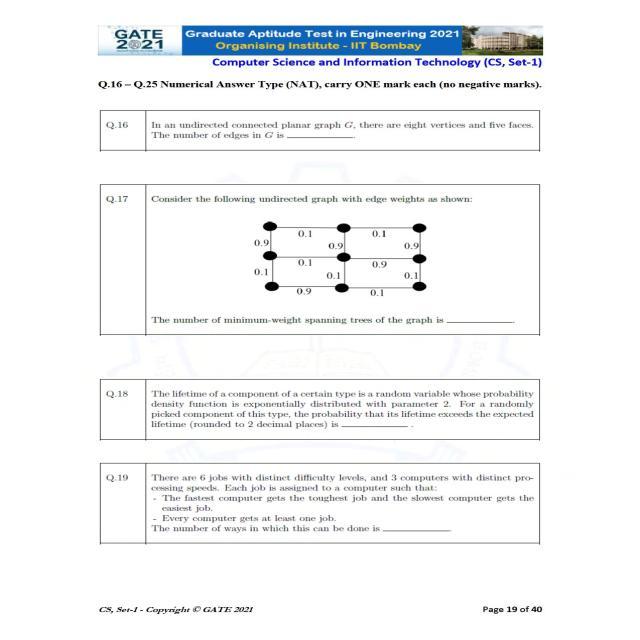 GATE
2021
Graduate Aptitude Test in Engineering 2021
Organising Institute - IIT Bombay
Computer Science and Information Technology (CS, Set-1)
Q.16 – Q.25 Numerical Answer Type (NAT), carry ONE mark each (no negative marks).
Q.16 In an undirected connected planar graph G, there are eight vertices and five faces.
The number of edges in G is ___________.
Q.17 Consider the following undirected graph with edge weights as shown:
0.1 0.1
0.9 0.9 0.9
0.1 0.9
0.1 0.1 0.1
0.9 0.1
The number of minimum-weight spanning trees of the graph is ___________.
Q.18 The lifetime of a component of a certain type is a random variable whose probability
density function is exponentially distributed with parameter 2. For a randomly
picked component of this type, the probability that its lifetime exceeds the expected
lifetime (rounded to 2 decimal places) is ___________ .
Q.19 There are 6 jobs with distinct difficulty levels, and 3 computers with distinct pro-
cessing speeds. Each job is assigned to a computer such that:
- The fastest computer gets the toughest job and the slowest computer gets the
easiest job.
- Every computer gets at least one job.
The number of ways in which this can be done is ___________.
CS, Set-1 - Copyright © GATE 2021
Page 19 of 40